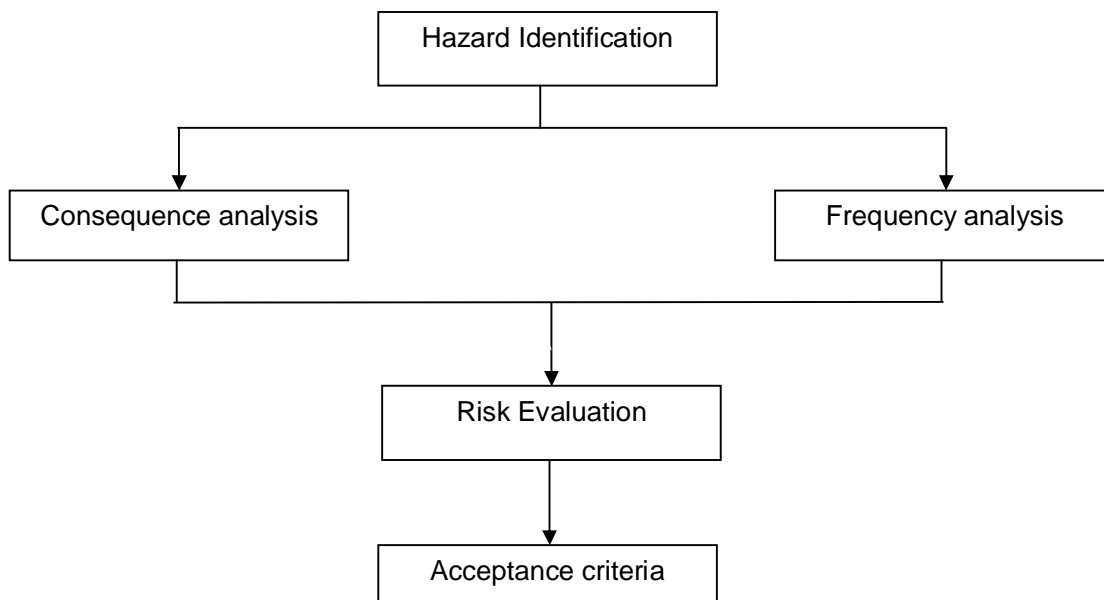 Hazard Identification
Consequence analysis
Frequency analysis
Risk Evaluation
Acceptance criteria